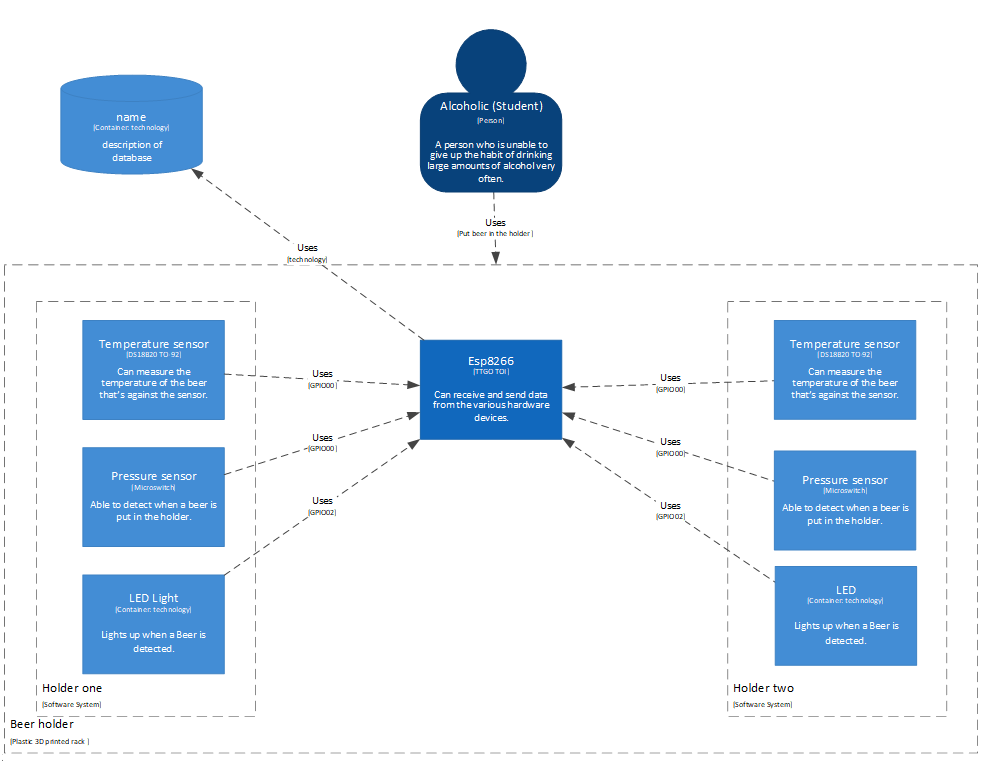 Alcoholic (Student)
[Person]
A person who is unable to
give up the habit of drinking
large amounts of alcohol very
often.
name
[Container: technology]
description of
database
Uses
[Put beer in the holder ]
Uses
[technology]
Temperature sensor
[DS18B20 TO-92]
Can measure the
temperature of the beer
that's against the sensor.
Uses
[GPIO00]
Pressure sensor
[Microswitch]
Able to detect when a beer is
put in the holder.
Uses
[GPIO00]
LED Light
[Container: technology]
Lights up when a Beer is
detected.
Uses
[GPIO02]
Holder one
[Software System]
Esp8266
[TTGO TOI]
Can receive and send data
from the various hardware
devices.
Uses
[GPIO00]
Temperature sensor
[DS18B20 TO-92]
Can measure the
temperature of the beer
that's against the sensor.
Uses
[GPIO00]
Pressure sensor
[Microswitch]
Able to detect when a beer is
put in the holder.
Uses
[GPIO02]
LED
[Container: technology]
Lights up when a Beer is
detected.
Holder two
[Software System]
Beer holder
[Plastic 3D printed rack ]